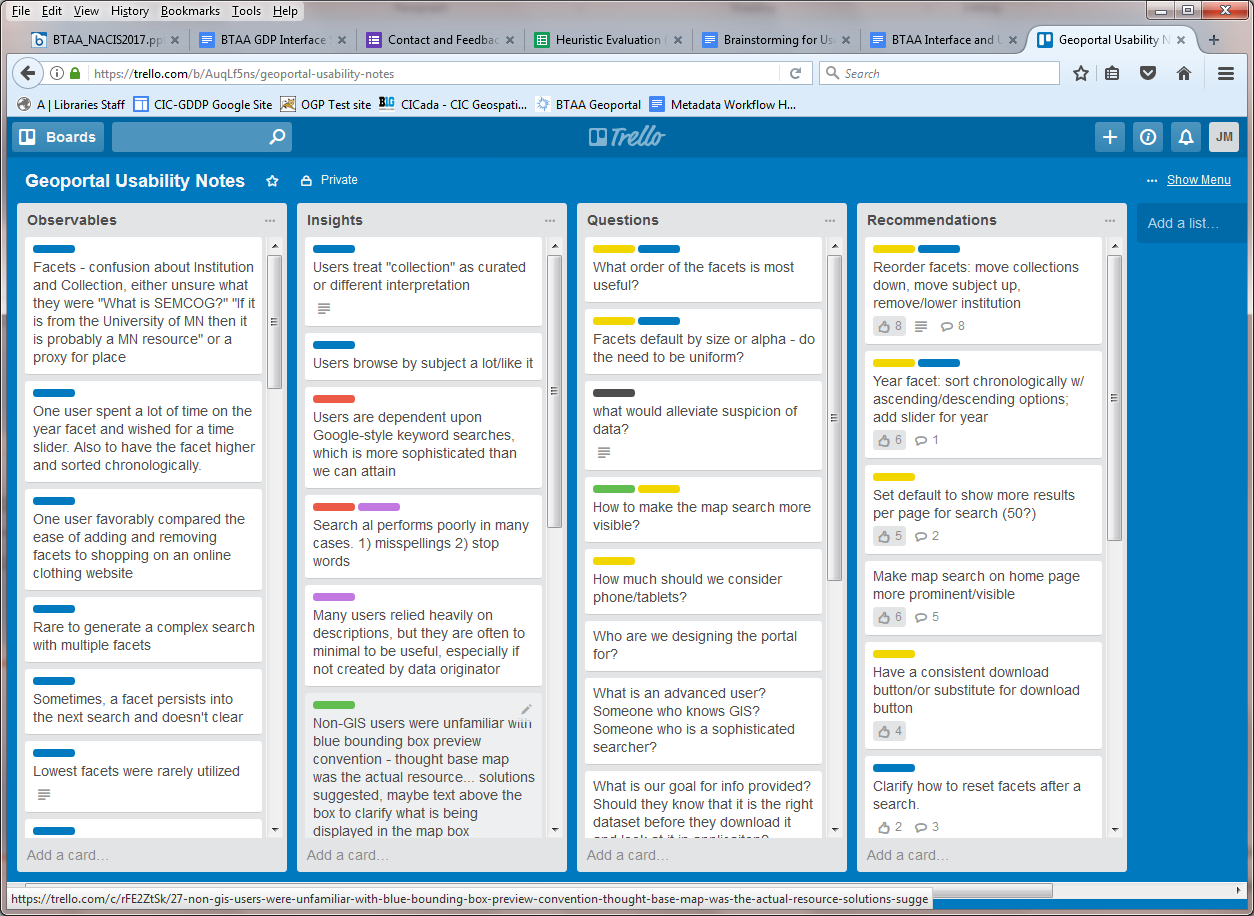 File Edit View History Bookmarks Tools Help
BTAA_NACIS2017.pp
BTAA GDP Interface
Contact and Feedbac
Heuristic Evaluation
Brainstorming for Us
BTAA Interface and U
Geoportal Usability N
https://trello.com/b/AuqLf5ns/geoportal-usability-notes
Search
A | Libraries Staff
CIC-GDDP Google Site
OGP Test site
CICada - CIC Geospati...
BTAA Geoportal
Metadata Workflow H...
Boards
Trello
JM
Geoportal Usability Notes
Private
... Show Menu
Observables
Facets - confusion about Institution
and Collection, either unsure what
they were "What is SEMCOG?" "If it
is from the University of MN then it
is probably a MN resource" or a
proxy for place
One user spent a lot of time on the
year facet and wished for a time
slider. Also to have the facet higher
and sorted chronologically.
One user favorably compared the
ease of adding and removing
facets to shopping on an online
clothing website
Rare to generate a complex search
with multiple facets
Sometimes, a facet persists into
the next search and doesn't clear
Lowest facets were rarely utilized
Add a card...
Insights
Users treat "collection" as curated
or different interpretation
Users browse by subject a lot/like it
Users are dependent upon
Google-style keyword searches,
which is more sophisticated than
we can attain
Search al performs poorly in many
cases. 1) misspellings 2) stop
words
Many users relied heavily on
descriptions, but they are often to
minimal to be useful, especially if
not created by data originator
Non-GIS users were unfamiliar with
blue bounding box preview
convention - thought base map
was the actual resource... solutions
suggested, maybe text above the
box to clarify what is being
displayed in the map box
Add a card...
Questions
What order of the facets is most
useful?
Facets default by size or alpha - do
the need to be uniform?
what would alleviate suspicion of
data?
How to make the map search more
visible?
How much should we consider
phone/tablets?
Who are we designing the portal
for?
What is an advanced user?
Someone who knows GIS?
Someone who is a sophisticated
searcher?
What is our goal for info provided?
Should they know that it is the right
dataset before they download it
and look at it in applicaiton?
Add a card...
Recommendations
Reorder facets: move collections
down, move subject up,
remove/lower institution
8 8
Year facet: sort chronologically w/
ascending/descending options;
add slider for year
6 1
Set default to show more results
per page for search (50?)
5 2
Make map search on home page
more prominent/visible
6 5
Have a consistent download
button/or substitute for download
button
4
Clarify how to reset facets after a
search.
2 3
Add a card...
Add a list...
https://trello.com/c/rFE2ZtSk/27-non-gis-users-were-unfamiliar-with-blue-bounding-box-preview-convention-thought-base-map-was-the-actual-resource-solutions-sugge